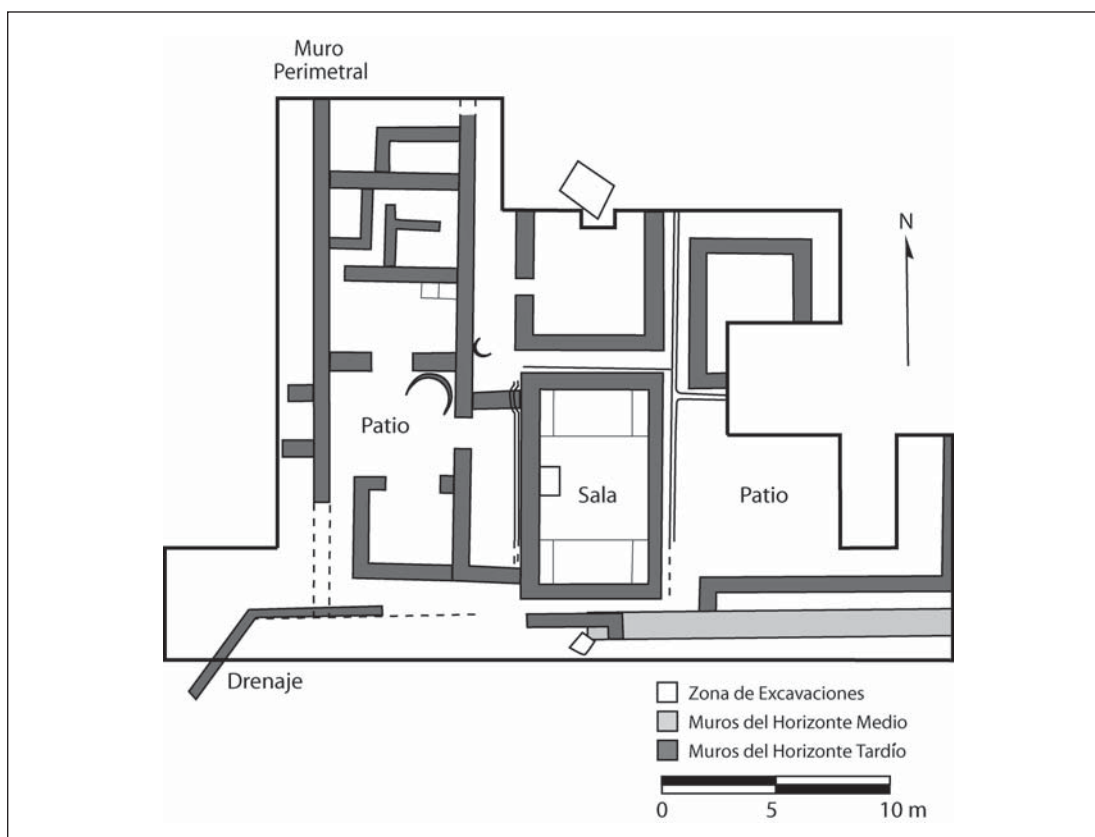 Muro
Perimetral
N
Patio
Sala
Patio
Drenaje
Zona de Excavaciones
Muros del Horizonte Medio
Muros del Horizonte Tardío
0 5 10 m